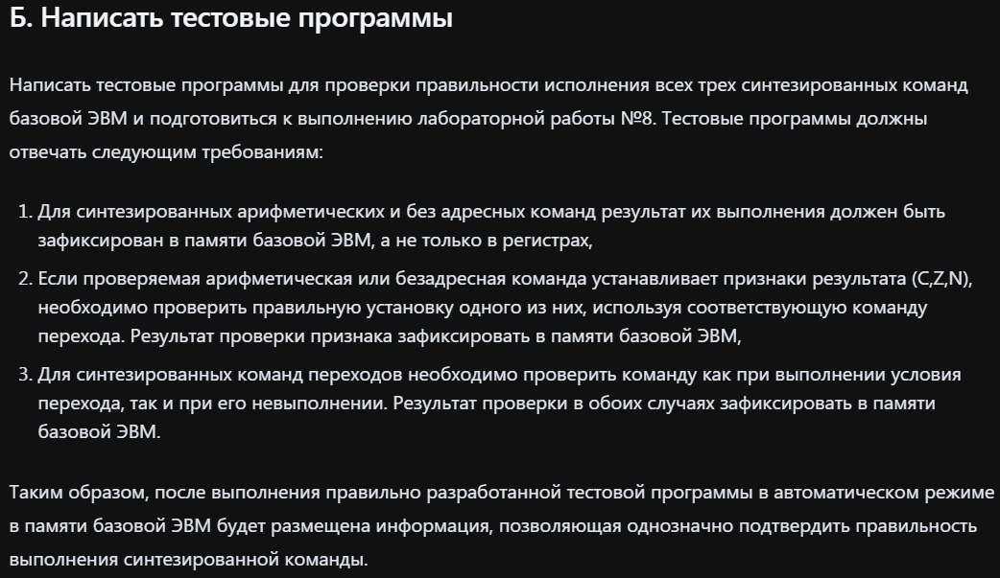 Б. Написать тестовые программы
Написать тестовые программы для проверки правильности исполнения всех трех синтезированных команд
базовой ЭВМ и подготовиться к выполнению лабораторной работы №8. Тестовые программы должны
отвечать следующим требованиям:
1. Для синтезированных арифметических и без адресных команд результат их выполнения должен быть
зафиксирован в памяти базовой ЭВМ, а не только в регистрах,
2. Если проверяемая арифметическая или безадресная команда устанавливает признаки результата (C,Z,N),
необходимо проверить правильную установку одного из них, используя соответствующую команду
перехода. Результат проверки признака зафиксировать в памяти базовой ЭВМ,
3. Для синтезированных команд переходов необходимо проверить команду как при выполнении условия
перехода, так и при его невыполнении. Результат проверки в обоих случаях зафиксировать в памяти
базовой ЭВМ.
Таким образом, после выполнения правильно разработанной тестовой программы в автоматическом режиме
в памяти базовой ЭВМ будет размещена информация, позволяющая однозначно подтвердить правильность
выполнения синтезированной команды.